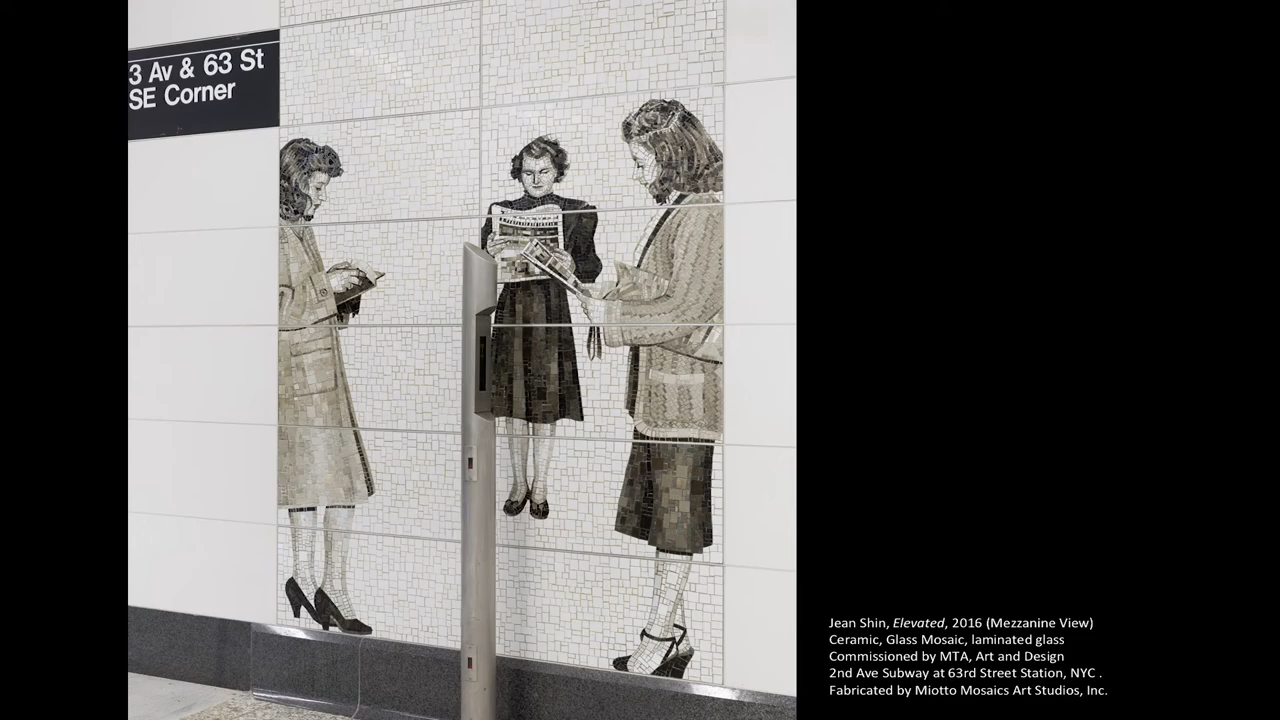 3 Av & 63 St
SE Corner
Jean Shin, Elevated, 2016 (Mezzanine View)
Ceramic, Glass Mosaic, laminated glass
Commissioned by MTA, Art and Design
2nd Ave Subway at 63rd Street Station, NYC .
Fabricated by Miotto Mosaics Art Studios, Inc.